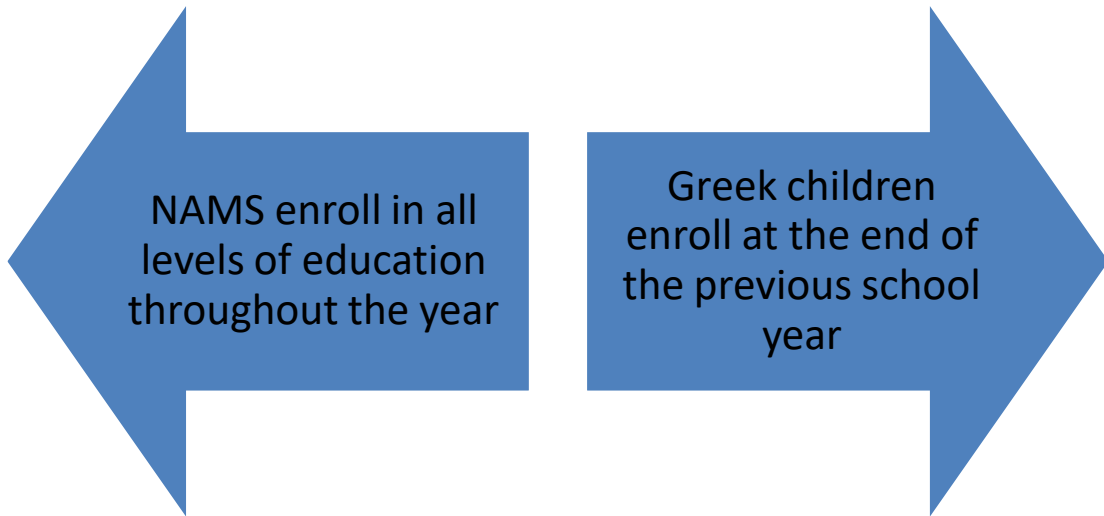 NAMS enroll in all
levels of education
throughout the year
Greek children
enroll at the end of
the previous school
year